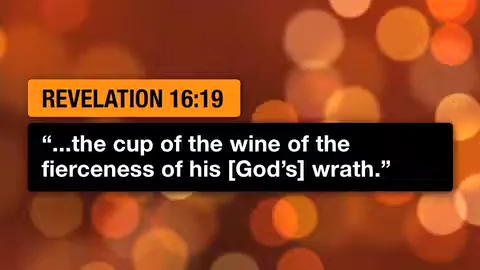 REVELATION 16:19
“...the cup of the wine of the
fierceness of his [God’s] wrath.”